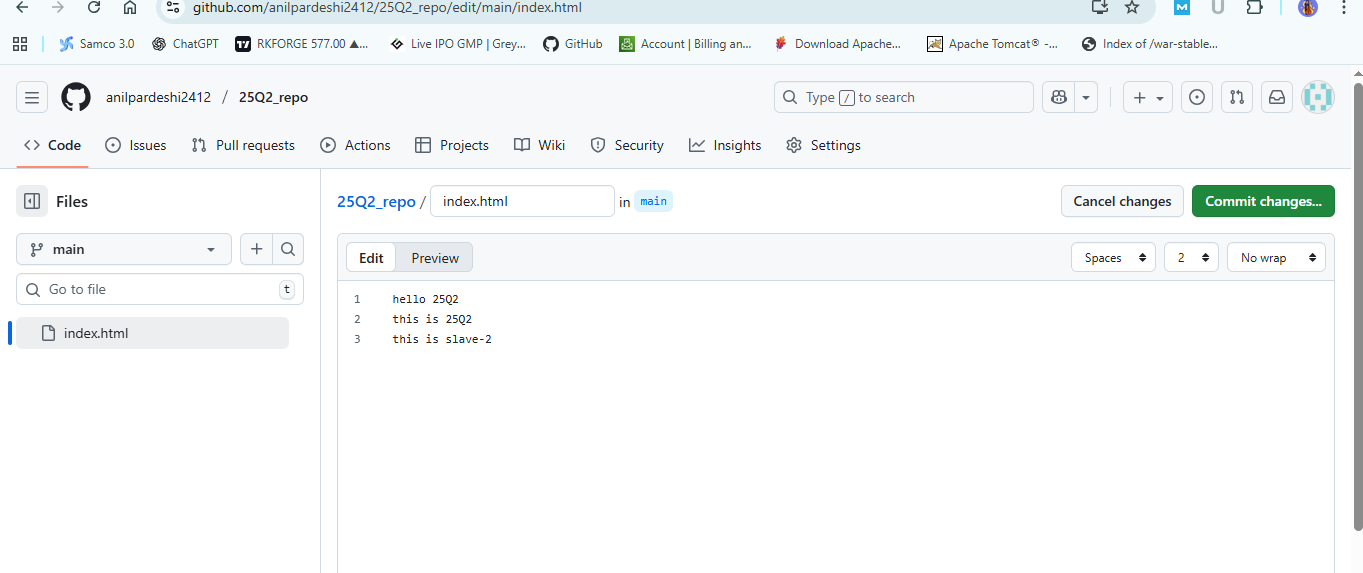 github.com/anilpardeshi2412/25Q2_repo/edit/main/index.html
Samco 3.0 ChatGPT RKFORGE 577.00 ▲... Live IPO GMP | Grey... GitHub Account | Billing an... Download Apache... Apache Tomcat® -... Index of /war-stable...
anilpardeshi2412 / 25Q2_repo Type / to search
Code Issues Pull requests Actions Projects Wiki Security Insights Settings
Files 25Q2_repo / index.html in main Cancel changes Commit changes...
main
Edit Preview Spaces 2 No wrap
Go to file t
index.html
1 hello 25Q2
2 this is 25Q2
3 this is slave-2